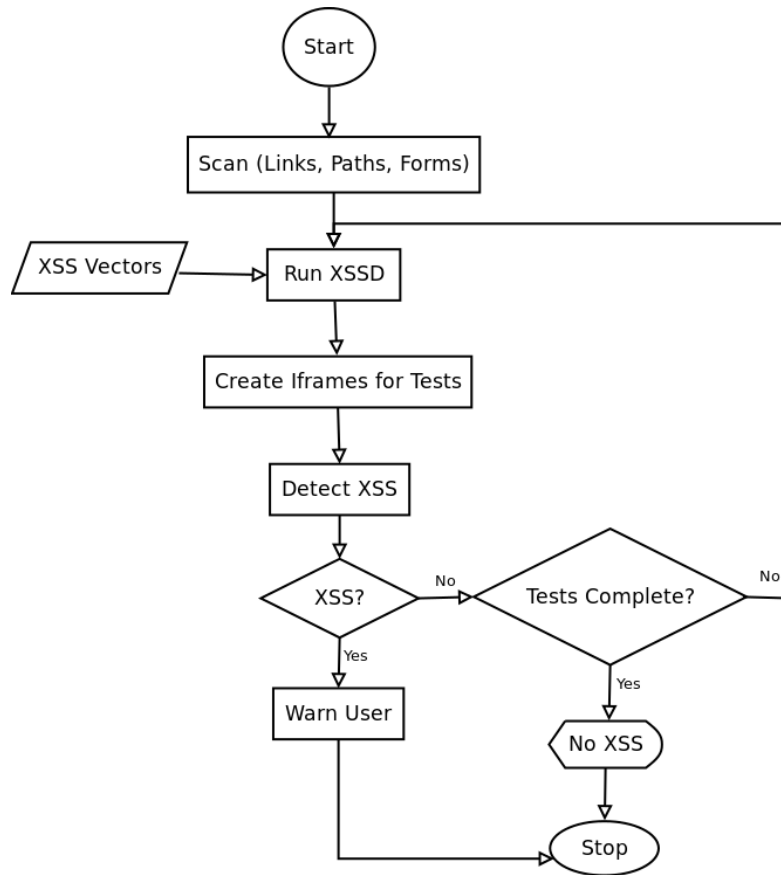 Start
Scan (Links, Paths, Forms)
XSS Vectors
Run XSSD
Create Iframes for Tests
Detect XSS
XSS?
No
Tests Complete?
No
Yes
Yes
Warn User
No XSS
Stop